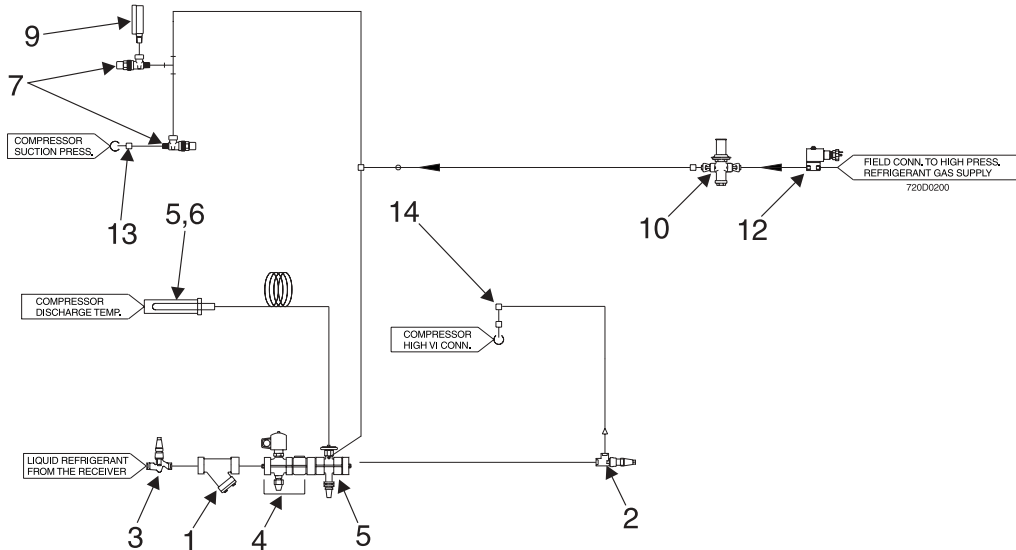 9
7
COMPRESSOR
SUCTION PRESS.
13
FIELD CONN. TO HIGH PRESS.
REFRIGERANT GAS SUPPLY
720D0200
10
12
5,6
14
COMPRESSOR
DISCHARGE TEMP.
COMPRESSOR
HIGH VI CONN.
LIQUID REFRIGERANT
FROM THE RECEIVER
3
1
4
5
2